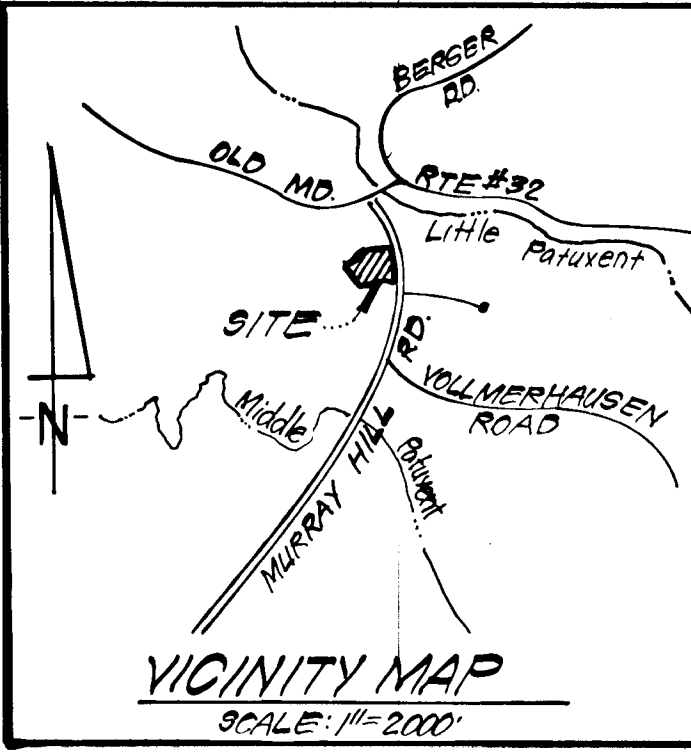 BERGER
RD.
OLD MD.
RTE #32
Little Patuxent
SITE
RD.
VOLLMERHAUSEN
ROAD
-N-
Middle
Patuxent
MURRAY HILL
VICINITY MAP
SCALE: 1"=2000'